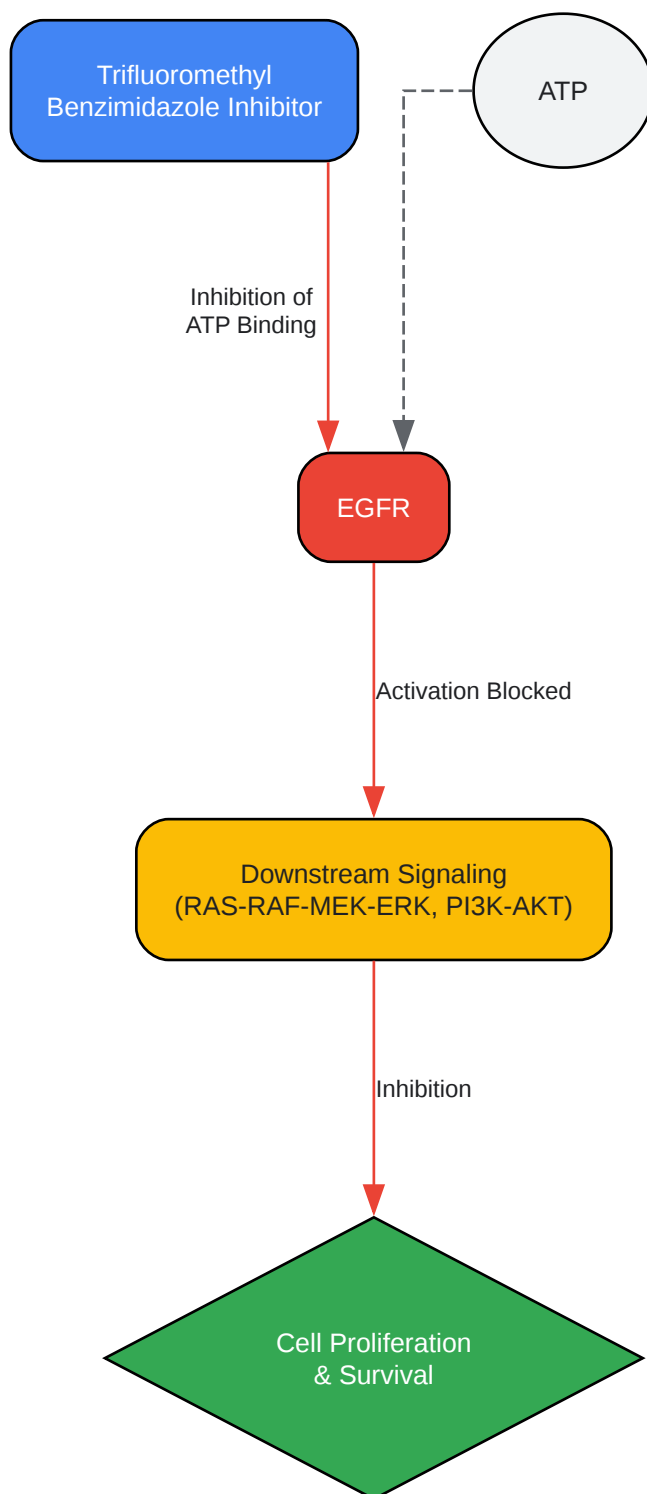 Trifluoromethyl
Benzimidazole Inhibitor
ATP
Inhibition of
ATP Binding
EGFR
Activation Blocked
Downstream Signaling
(RAS-RAF-MEK-ERK, PI3K-AKT)
Inhibition
Cell Proliferation
& Survival